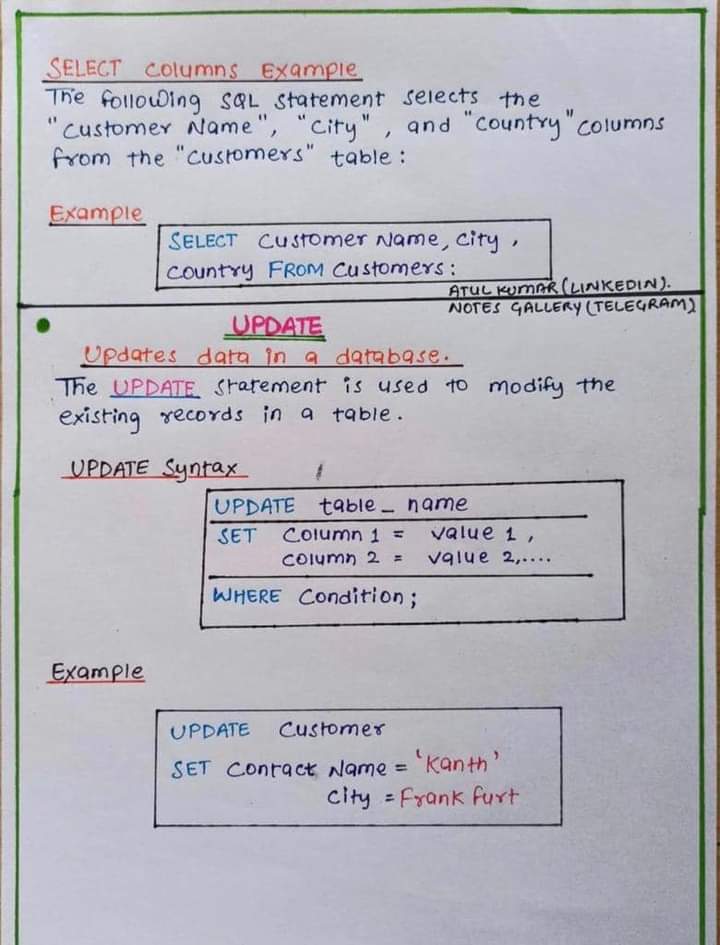 SELECT Columns Example
The following SQL statement selects the
"Customer Name", "City", and "Country" columns
from the "Customers" table :
Example
SELECT Customer Name, City,
Country FROM Customers:
ATUL KUMAR (LINKEDIN).
NOTES GALLERY (TELEGRAM)
UPDATE
Updates data in a database.
The UPDATE statement is used to modify the
existing records in a table.
UPDATE Syntax
UPDATE table_name
SET Column 1 = value 1,
column 2 = value 2,....
WHERE Condition;
Example
UPDATE Customer
SET Contact Name = 'Kanth'
City = Frank furt